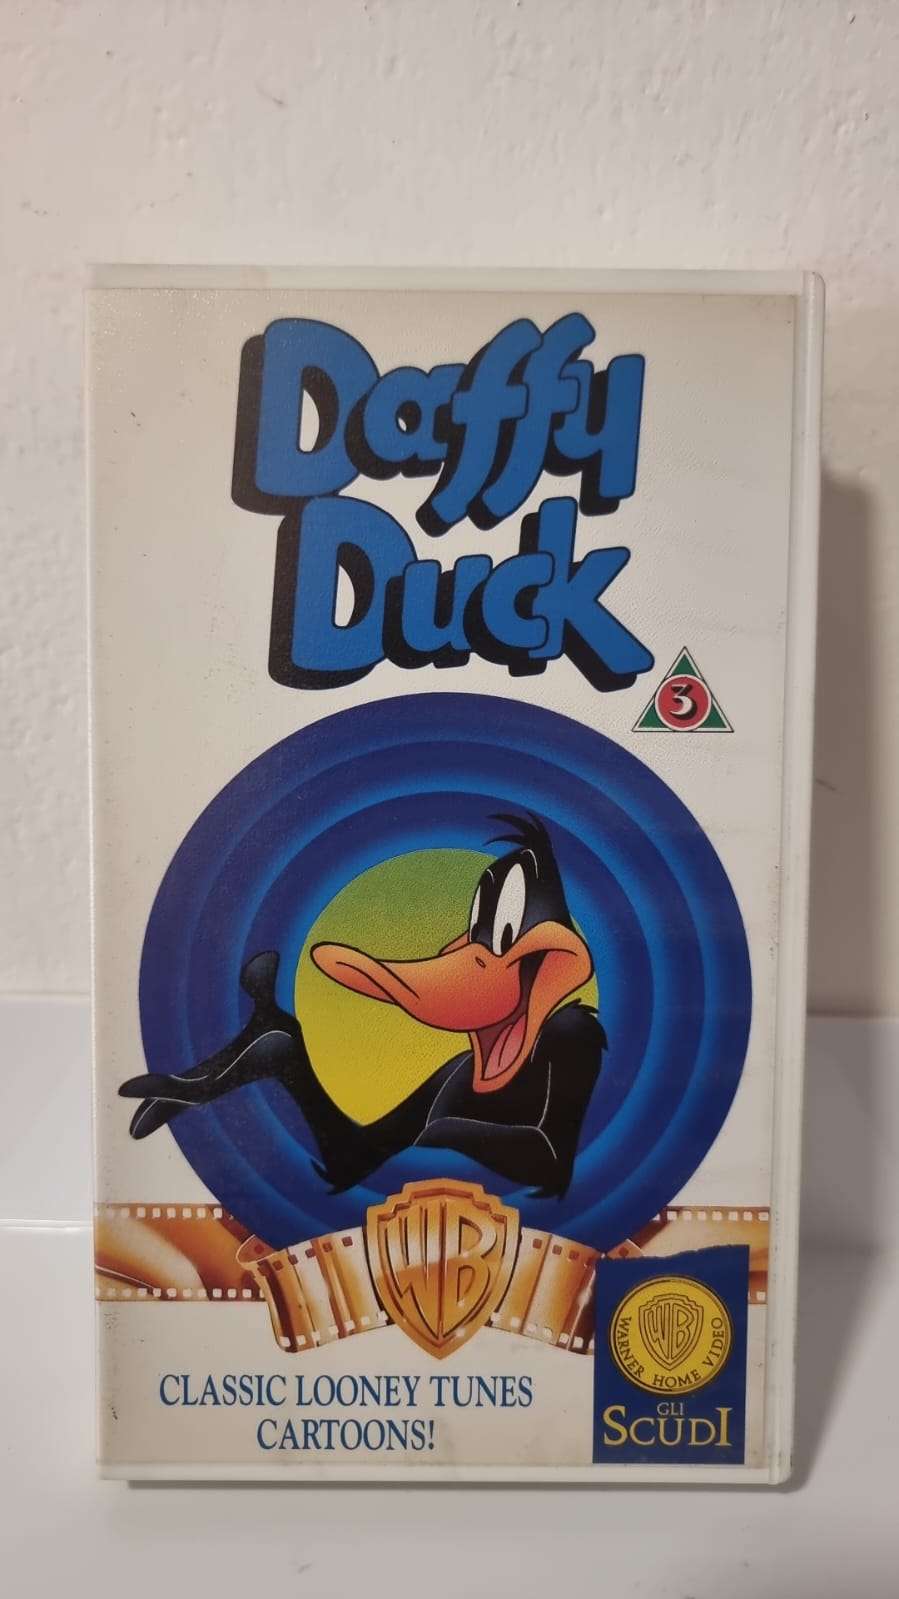 Daffy
Duck
3
WB
WB
WARNER HOME VIDEO
GLI
SCUDI
CLASSIC LOONEY TUNES
CARTOONS!